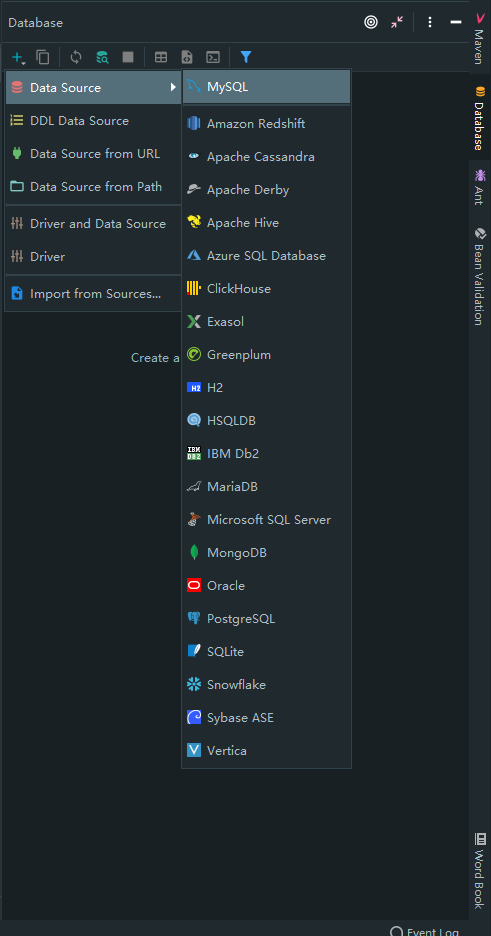 Database
Data Source
DDL Data Source
Data Source from URL
Data Source from Path
Driver and Data Source
Driver
Import from Sources...
Create a
MySQL
Amazon Redshift
Apache Cassandra
Apache Derby
Apache Hive
Azure SQL Database
ClickHouse
Exasol
Greenplum
H2
H2
HSQLDB
IBM DB2
IBM Db2
MariaDB
Microsoft SQL Server
MongoDB
Oracle
PostgreSQL
SQLite
Snowflake
Sybase ASE
Vertica
Maven
Database
Ant
Bean Validation
Word Book
Event Log